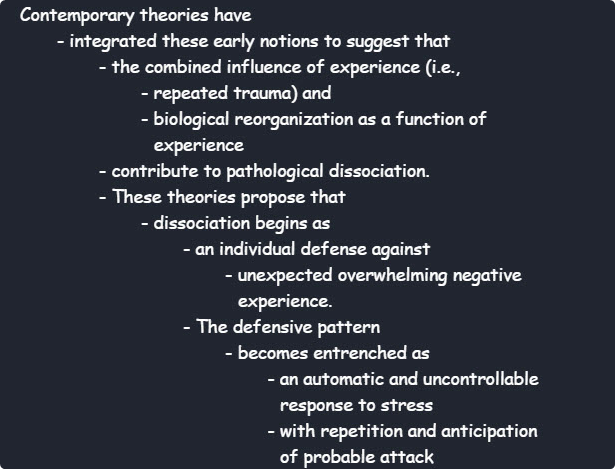 Contemporary theories have
- integrated these early notions to suggest that
- the combined influence of experience (i.e.,
- repeated trauma) and
- biological reorganization as a function of
experience
- contribute to pathological dissociation.
- These theories propose that
- dissociation begins as
- an individual defense against
- unexpected overwhelming negative
experience.
- The defensive pattern
- becomes entrenched as
- an automatic and uncontrollable
response to stress
- with repetition and anticipation
of probable attack